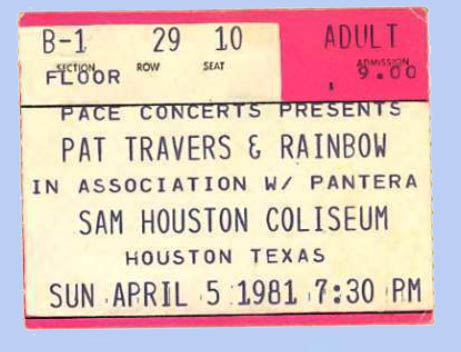 B-1 29 10 ADULT
SECTION ROW SEAT ADMISSION
FLOOR 9.00
PACE CONCERTS PRESENTS
PAT TRAVERS & RAINBOW
IN ASSOCIATION W/ PANTERA
SAM HOUSTON COLISEUM
HOUSTON TEXAS
SUN APRIL 5 1981 7:30 PM